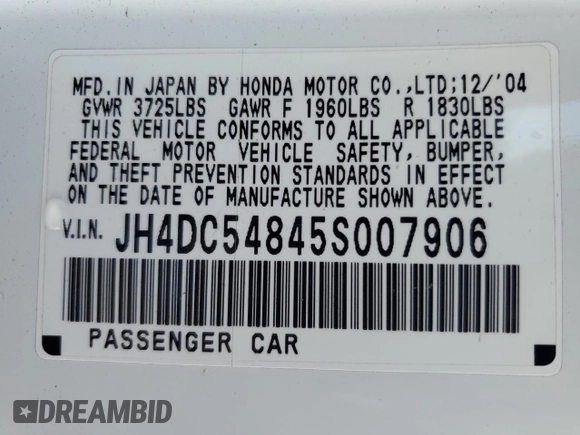 MFD. IN JAPAN BY HONDA MOTOR CO.,LTD;12/'04
GVWR 3725LBS GAWR F 1960LBS R 1830LBS
THIS VEHICLE CONFORMS TO ALL APPLICABLE
FEDERAL MOTOR VEHICLE SAFETY, BUMPER,
AND THEFT PREVENTION STANDARDS IN EFFECT
ON THE DATE OF MANUFACTURE SHOWN ABOVE.
V.I.N. JH4DC54845S007906
PASSENGER CAR
DREAMBID